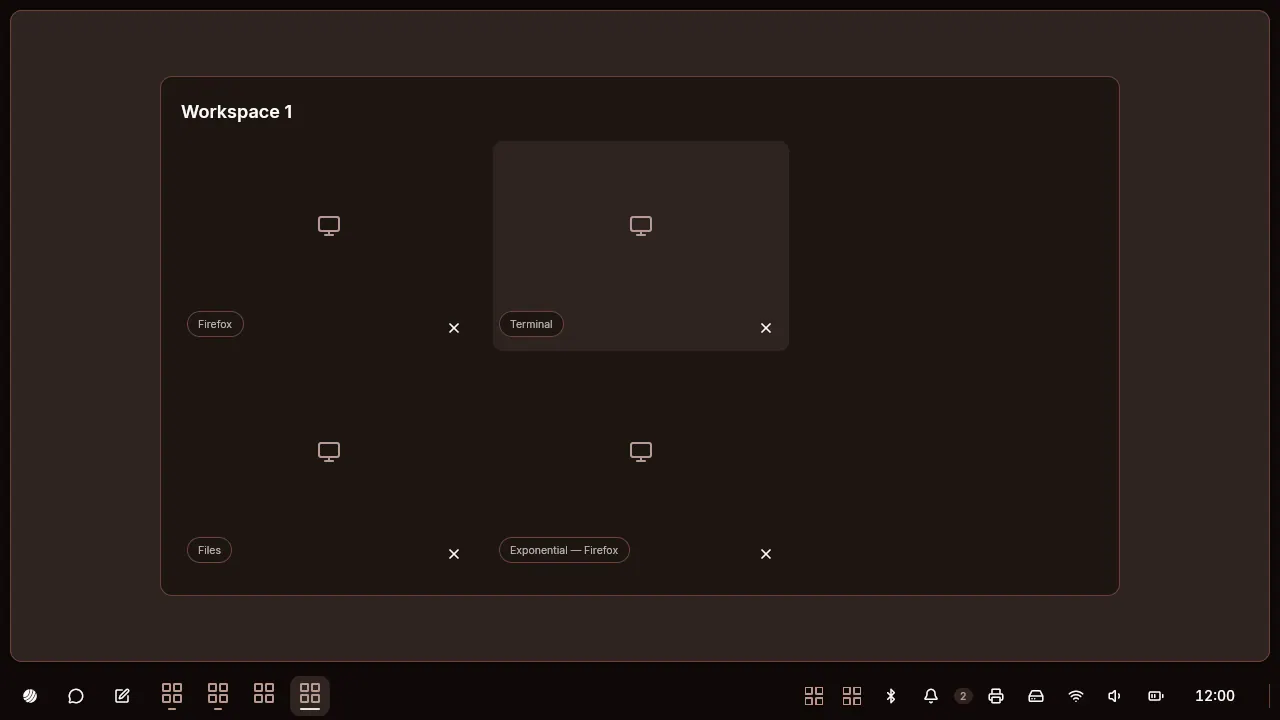 Workspace 1
Firefox
Terminal
Files
Exponential — Firefox
2
12:00